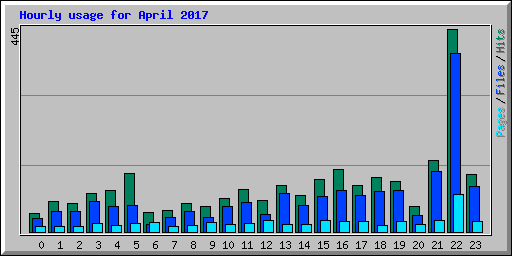 Hourly usage for April 2017
445
Pages / Files / Hits
0 1 2 3 4 5 6 7 8 9 10 11 12 13 14 15 16 17 18 19 20 21 22 23